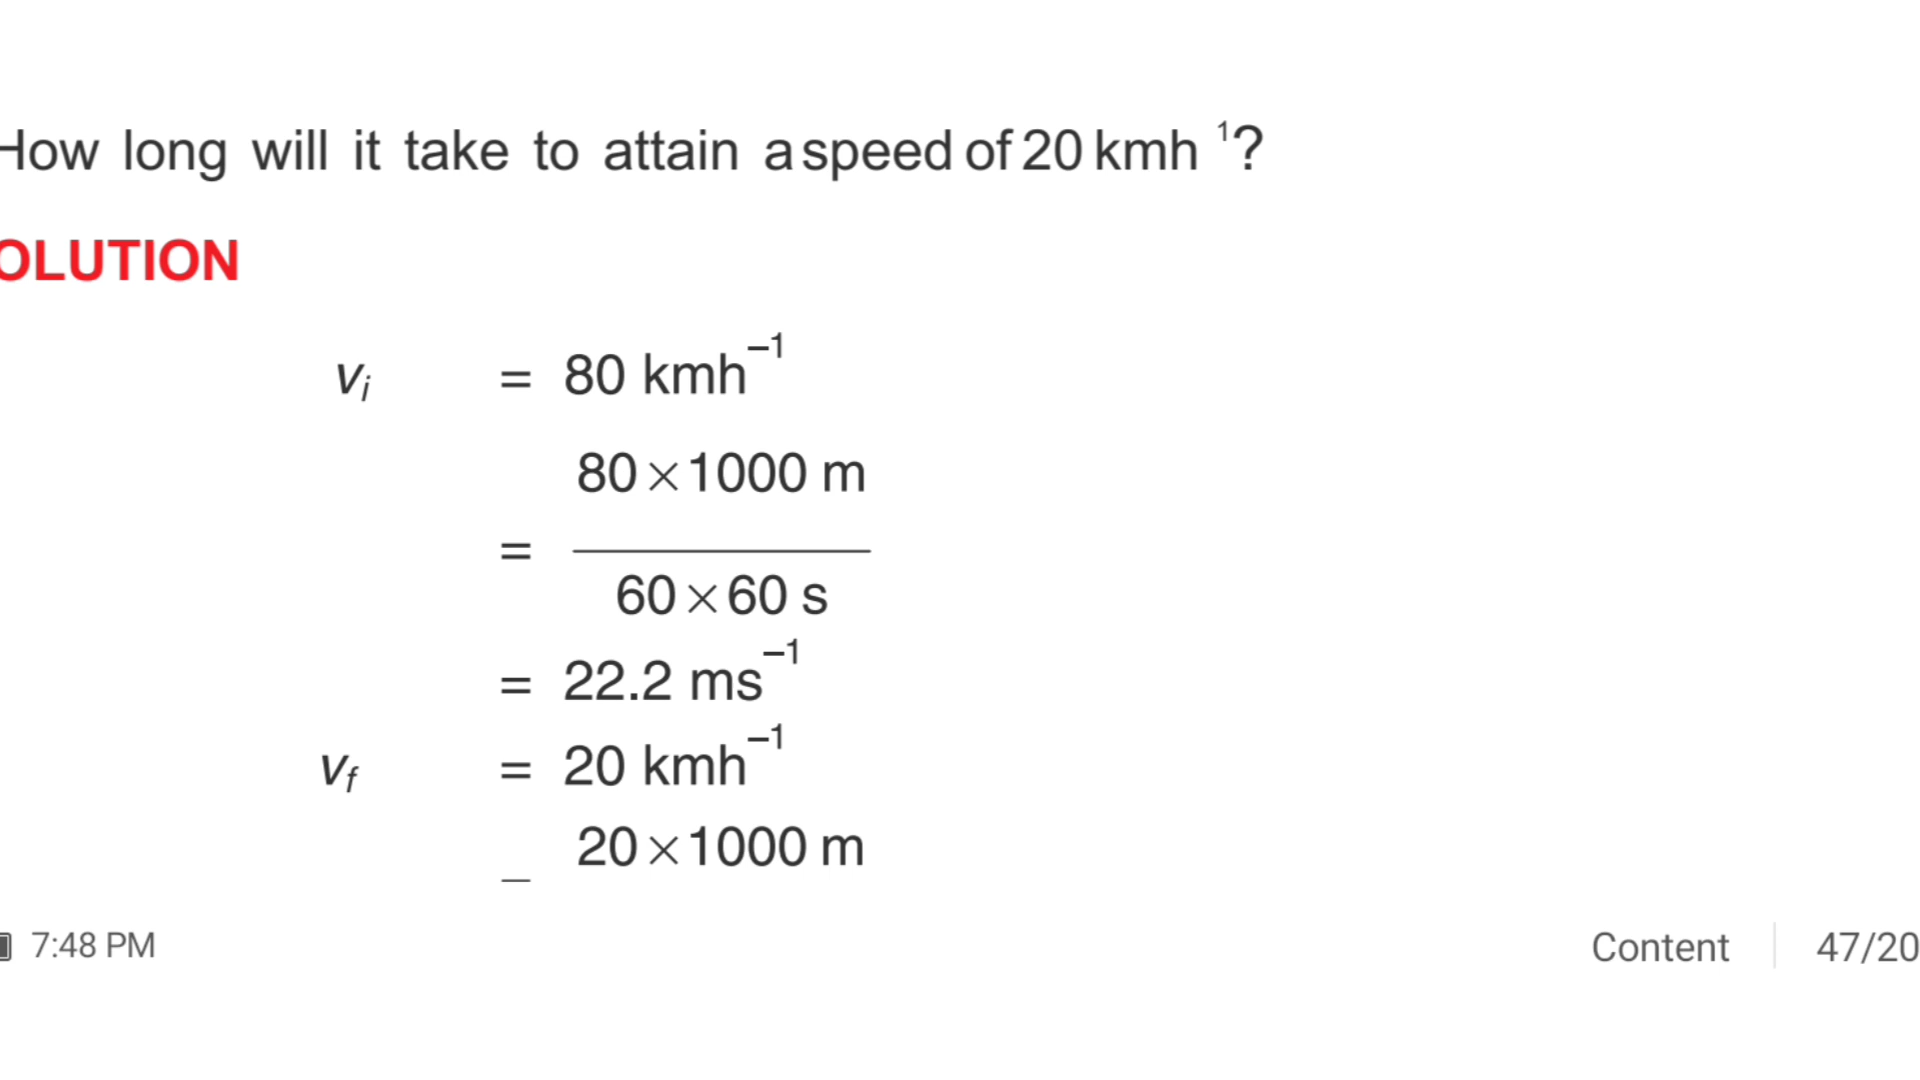 How long will it take to attain a speed of 20 kmh ¹?
OLUTION
vᵢ = 80 kmh⁻¹
80×1000 m
=
60×60 s
= 22.2 ms⁻¹
v_f = 20 kmh⁻¹
20×1000 m
7:48 PM Content 47/20